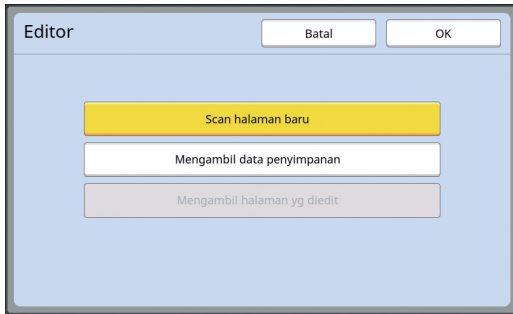 Editor
Batal
OK
Scan halaman baru
Mengambil data penyimpanan
Mengambil halaman yg diedit